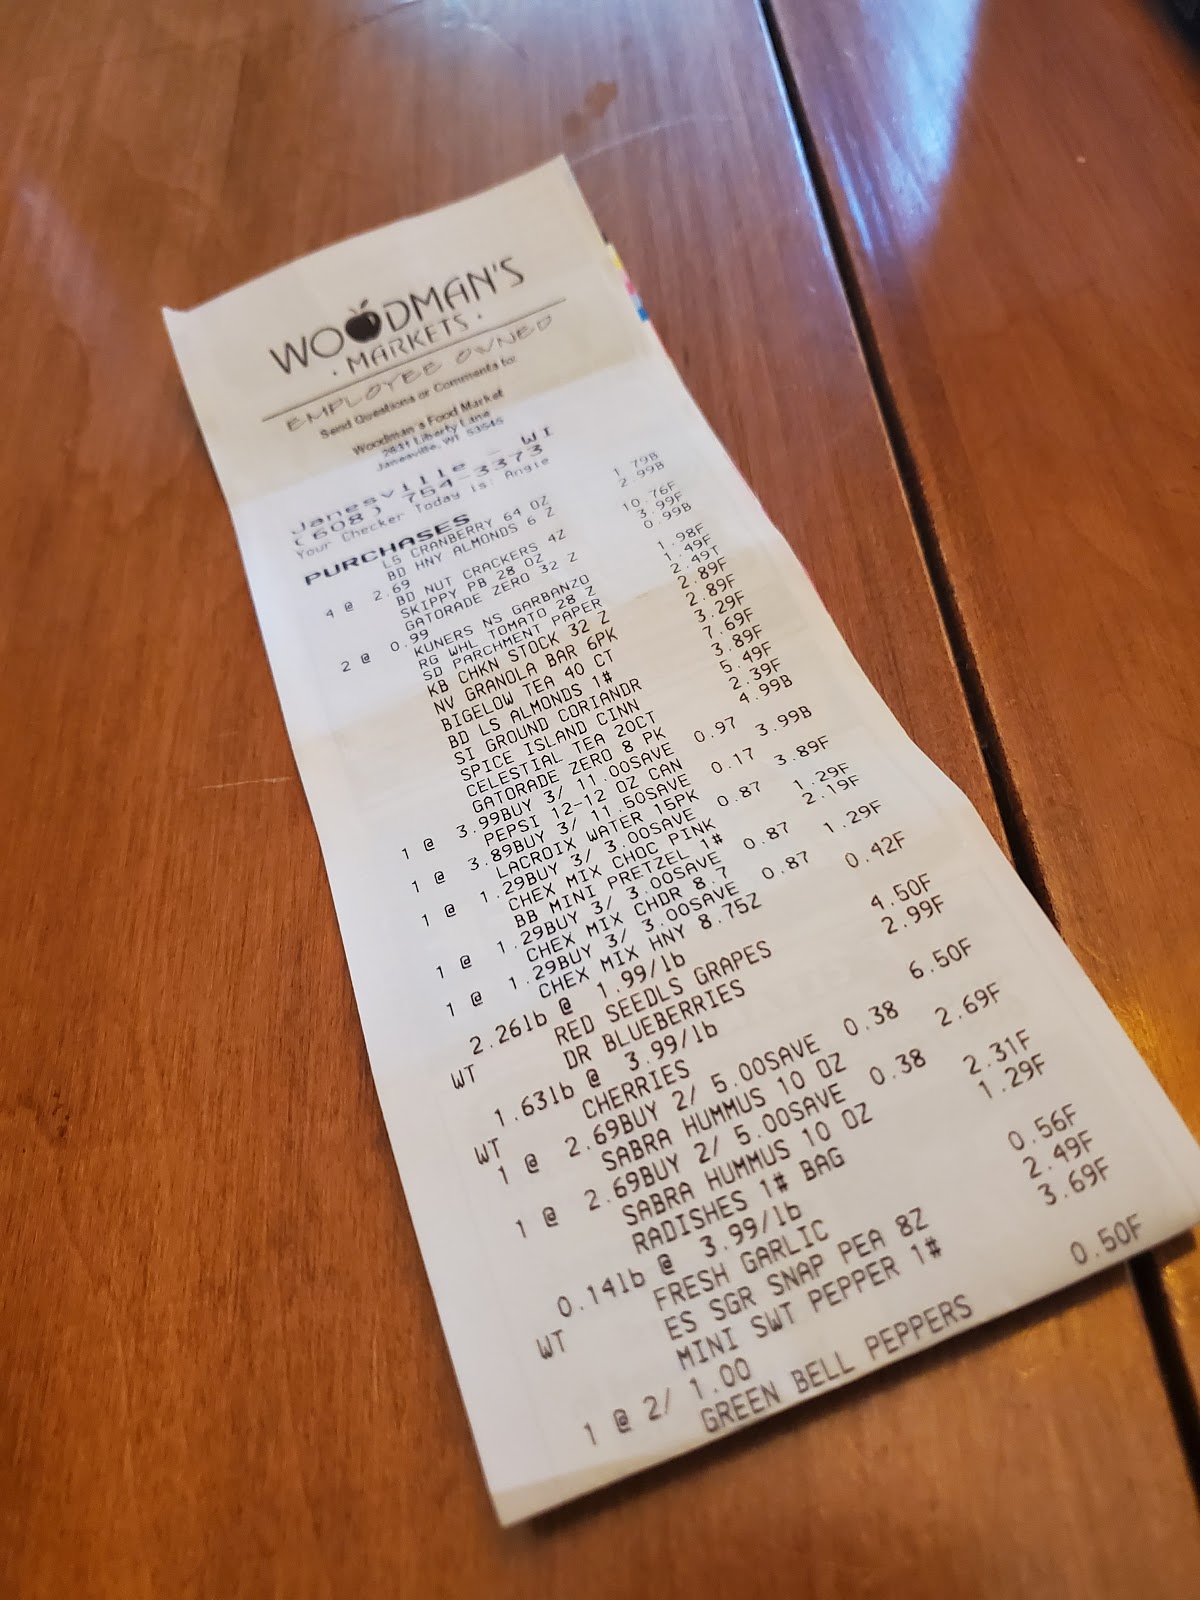 WOODMAN'S
· MARKETS ·
EMPLOYEE OWNED
Send Questions or Comments to:
Woodman's Food Market
2631 Liberty Lane
Janesville, WI 53545
Janesville - WI
(608) 754-3373
Your Checker Today is: Angie
PURCHASES
LS CRANBERRY 64 OZ 1.79B
BD HNY ALMONDS 6 Z 2.99B
4 @ 2.69
BD NUT CRACKERS 4Z 10.76F
SKIPPY PB 28 OZ 3.99F
GATORADE ZERO 32 Z 0.99B
2 @ 0.99
KUNERS NS GARBANZO 1.98F
RG WHL TOMATO 28 Z 1.49F
SD PARCHMENT PAPER 2.49T
KB CHKN STOCK 32 Z 2.89F
NV GRANOLA BAR 6PK 2.89F
BIGELOW TEA 40 CT 3.29F
BD LS ALMONDS 1# 7.69F
SI GROUND CORIANDR 3.89F
SPICE ISLAND CINN 5.49F
CELESTIAL TEA 20CT 2.39F
GATORADE ZERO 8 PK 4.99B
1 @ 3.99BUY 3/ 11.00SAVE 0.97
PEPSI 12-12 OZ CAN 3.99B
1 @ 3.89BUY 3/ 11.50SAVE 0.17
LACROIX WATER 15PK 3.89F
1 @ 1.29BUY 3/ 3.00SAVE 0.87
CHEX MIX CHOC PINK 1.29F
BB MINI PRETZEL 1# 2.19F
1 @ 1.29BUY 3/ 3.00SAVE 0.87
CHEX MIX CHDR 8.7 1.29F
1 @ 1.29BUY 3/ 3.00SAVE 0.87
CHEX MIX HNY 8.75Z 0.42F
2.26lb @ 1.99/lb
WT RED SEEDLS GRAPES 4.50F
DR BLUEBERRIES 2.99F
1.63lb @ 3.99/lb
WT CHERRIES 6.50F
1 @ 2.69BUY 2/ 5.00SAVE 0.38
SABRA HUMMUS 10 OZ 2.69F
1 @ 2.69BUY 2/ 5.00SAVE 0.38
SABRA HUMMUS 10 OZ 2.31F
RADISHES 1# BAG 1.29F
0.14lb @ 3.99/lb
WT FRESH GARLIC 0.56F
ES SGR SNAP PEA 8Z 2.49F
MINI SWT PEPPER 1# 3.69F
1 @ 2/ 1.00
GREEN BELL PEPPERS 0.50F